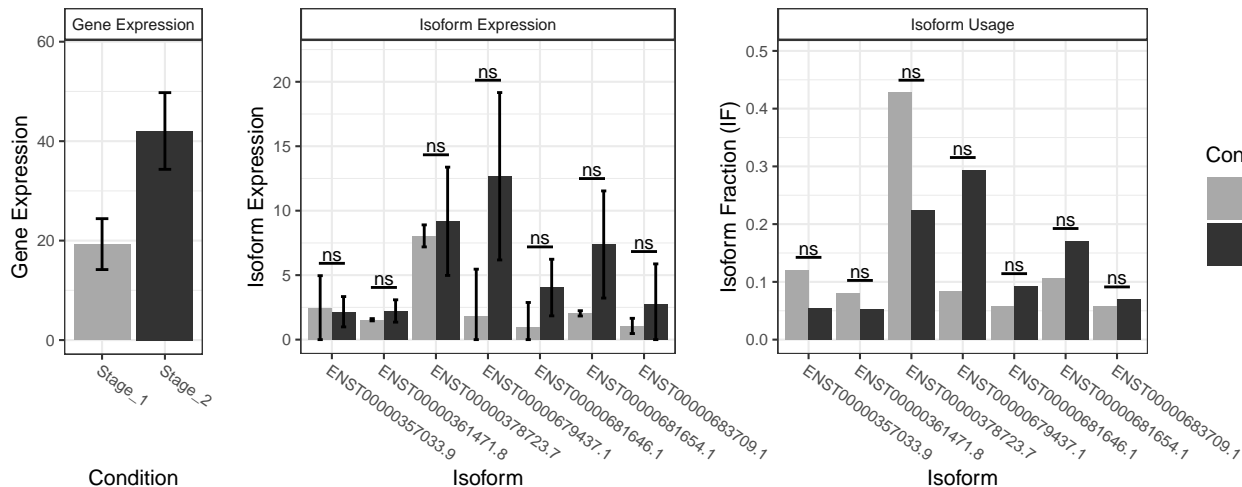 Gene Expression
Gene Expression
60
40
20
0
Stage_1
Stage_2
Condition
Isoform Expression
Isoform Expression
20
15
10
5
0
ns
ns
ns
ns
ns
ns
ns
ENST00000357033.9
ENST00000361471.8
ENST00000378723.7
ENST00000679437.1
ENST00000681646.1
ENST00000681654.1
ENST00000683709.1
Isoform
Isoform Usage
Isoform Fraction (IF)
0.5
0.4
0.3
0.2
0.1
0.0
ns
ns
ns
ns
ns
ns
ns
ENST00000357033.9
ENST00000361471.8
ENST00000378723.7
ENST00000679437.1
ENST00000681646.1
ENST00000681654.1
ENST00000683709.1
Isoform
Con